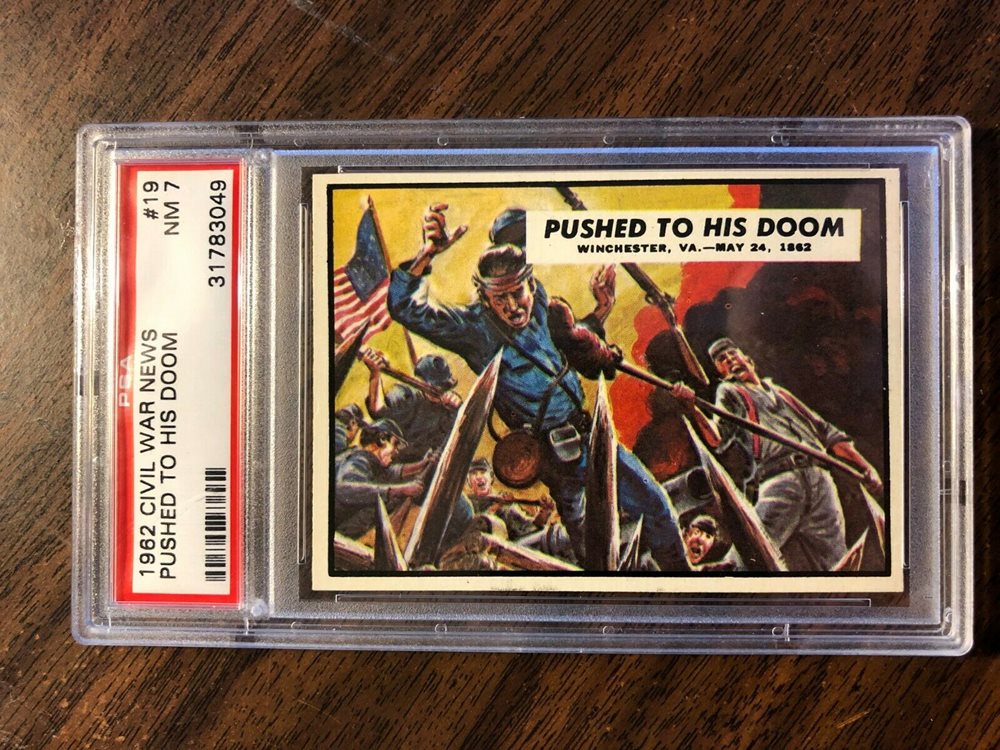 1962 CIVIL WAR NEWS
PUSHED TO HIS DOOM
PSA
#19
NM 7
31783049
PUSHED TO HIS DOOM
WINCHESTER, VA.—MAY 24, 1862